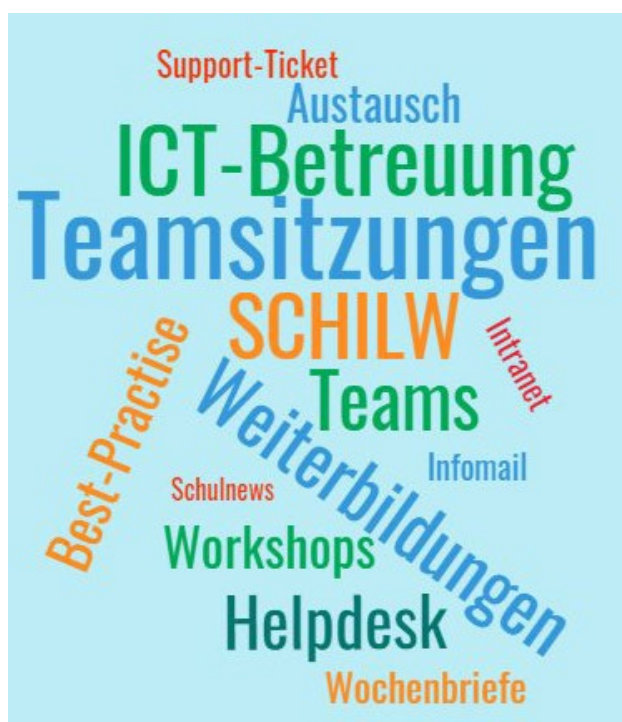 Support-Ticket
Austausch
ICT-Betreuung
Teamsitzungen
SCHILW
Intranet
Best-Practise
Weiterbildungen
Teams
Infomail
Schulnews
Workshops
Helpdesk
Wochenbriefe